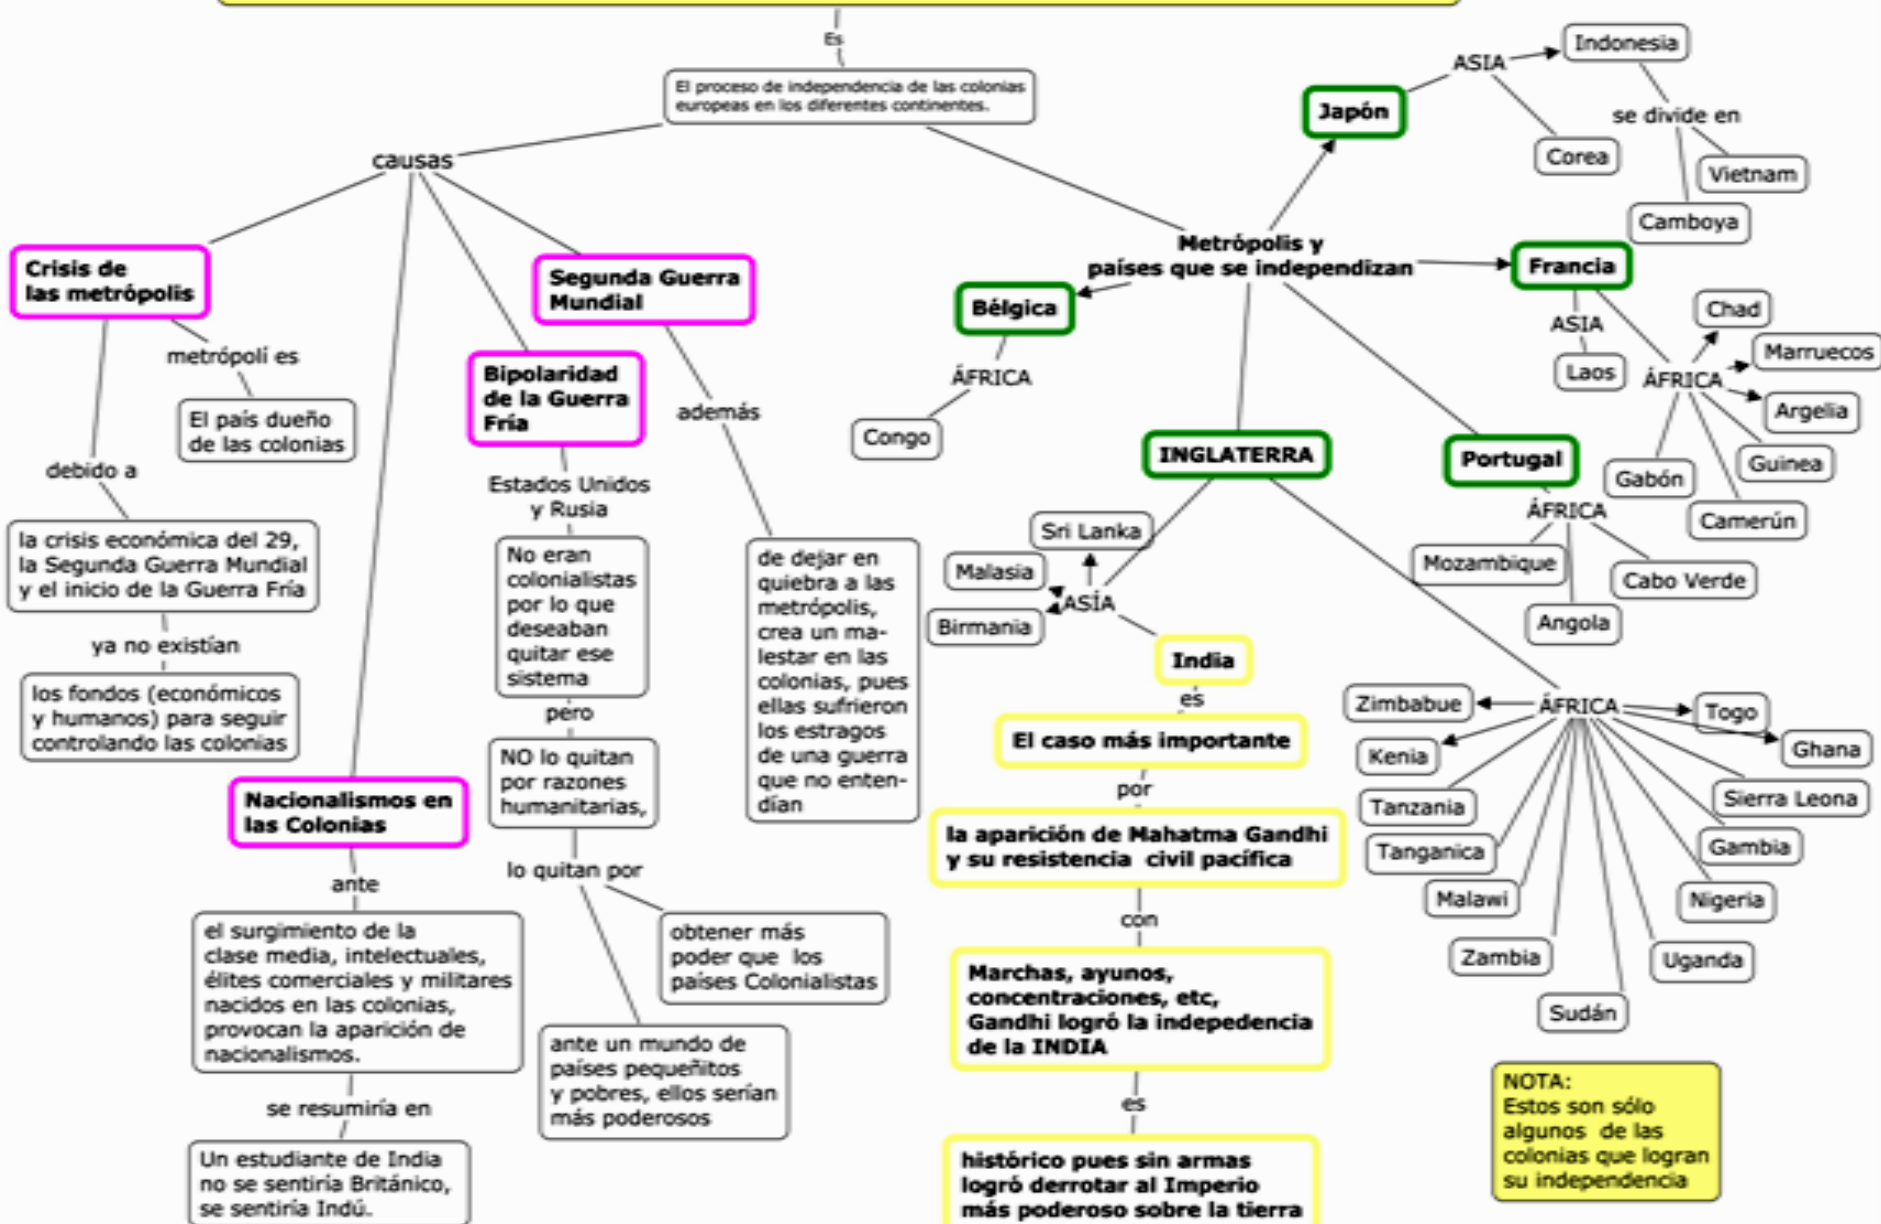 Es
El proceso de independencia de las colonias
europeas en los diferentes continentes.
causas
Crisis de
las metrópolis
metrópolí es
El país dueño
de las colonias
debido a
la crisis económica del 29,
la Segunda Guerra Mundial
y el inicio de la Guerra Fría
ya no existían
los fondos (económicos
y humanos) para seguir
controlando las colonias
Nacionalismos en
las Colonias
ante
el surgimiento de la
clase media, intelectuales,
élites comerciales y militares
nacidos en las colonias,
provocan la aparición de
nacionalismos.
se resumiría en
Un estudiante de India
no se sentiría Británico,
se sentiría Indú.
Bipolaridad
de la Guerra
Fría
Estados Unidos
y Rusia
No eran
colonialistas
por lo que
deseaban
quitar ese
sistema
pero
NO lo quitan
por razones
humanitarias,
lo quitan por
obtener más
poder que los
países Colonialistas
ante un mundo de
países pequeñitos
y pobres, ellos serían
más poderosos
Segunda Guerra
Mundial
además
de dejar en
quiebra a las
metrópolis,
crea un ma-
lestar en las
colonias, pues
ellas sufrieron
los estragos
de una guerra
que no enten-
dían
Metrópolis y
países que se independizan
Japón
ASIA
Indonesia
Corea
se divide en
Vietnam
Camboya
Francia
ASIA
Laos
ÁFRICA
Chad
Marruecos
Argelia
Guinea
Camerún
Gabón
Bélgica
ÁFRICA
Congo
INGLATERRA
ASÍA
Sri Lanka
Malasia
Birmania
India
es
El caso más importante
por
la aparición de Mahatma Gandhi
y su resistencia civil pacífica
con
Marchas, ayunos,
concentraciones, etc,
Gandhi logró la indepedencia
de la INDIA
es
histórico pues sin armas
logró derrotar al Imperio
más poderoso sobre la tierra
Portugal
ÁFRICA
Mozambique
Cabo Verde
Angola
ÁFRICA
Zimbabue
Kenia
Tanzania
Tanganica
Malawi
Zambia
Sudán
Uganda
Nigeria
Gambia
Sierra Leona
Ghana
Togo
NOTA:
Estos son sólo
algunos de las
colonias que logran
su independencia